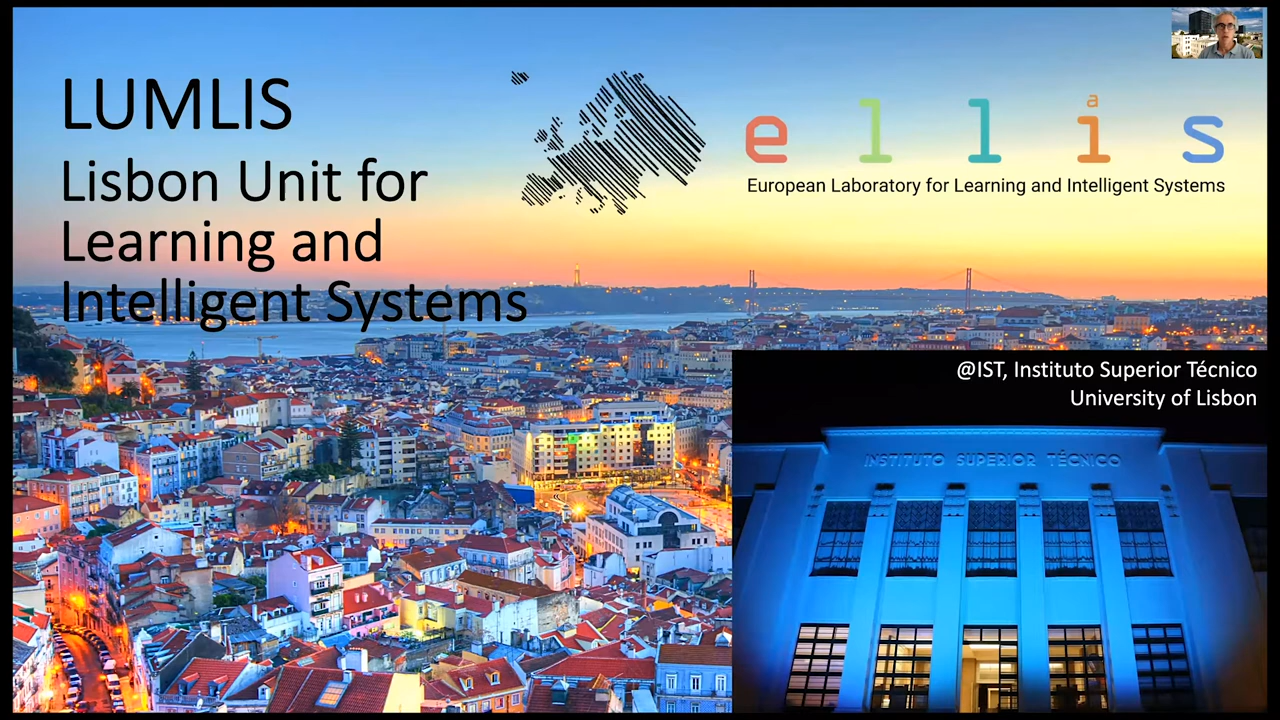 LUMLIS
Lisbon Unit for
Learning and
Intelligent Systems
a
e l l i s
European Laboratory for Learning and Intelligent Systems
@IST, Instituto Superior Técnico
University of Lisbon
INSTITUTO SUPERIOR TÉCNICO